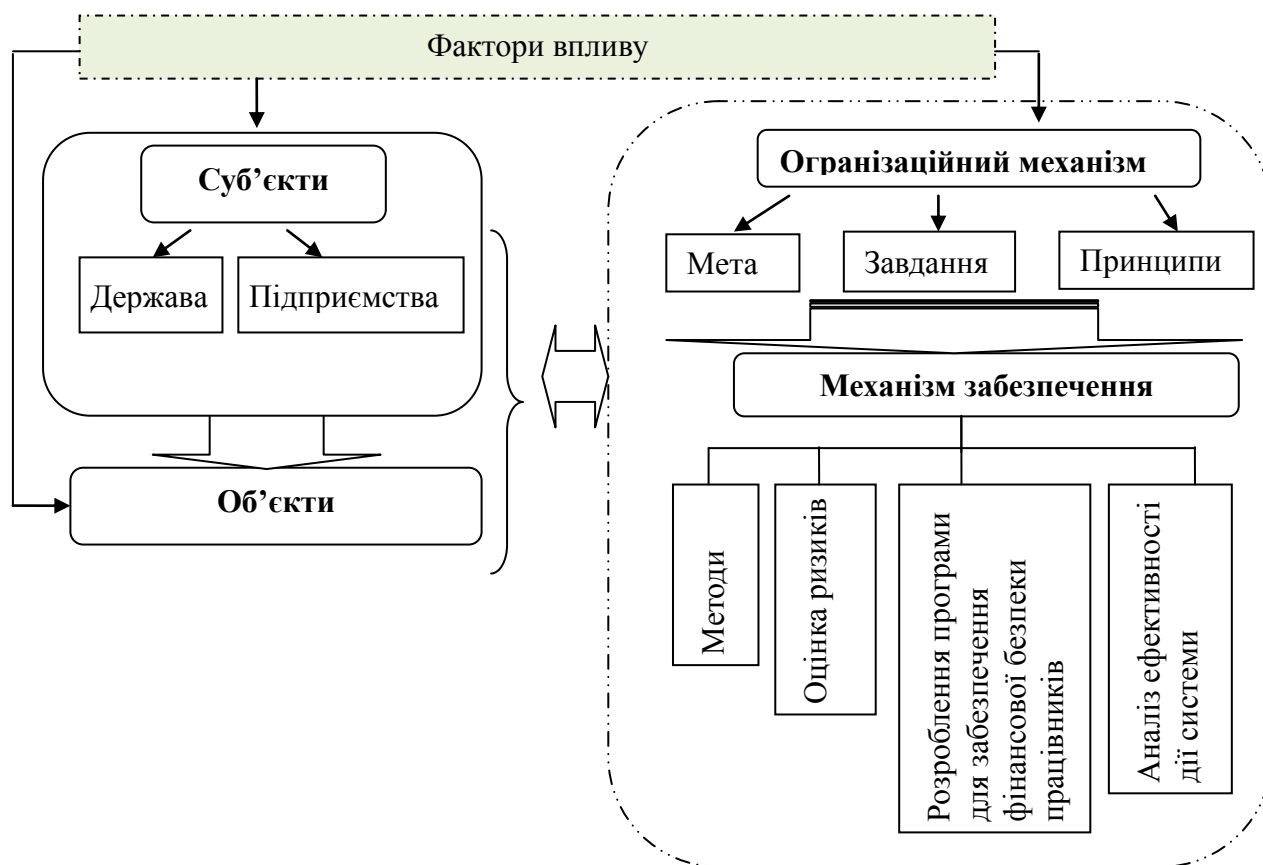 Фактори впливу
Суб’єкти
Держава
Підприємства
Об’єкти
Огранізаційний механізм
Мета
Завдання
Принципи
Механізм забезпечення
Методи
Оцінка ризиків
Розроблення програми
для забезпечення
фінансової безпеки
працівників
Аналіз ефективності
дії системи